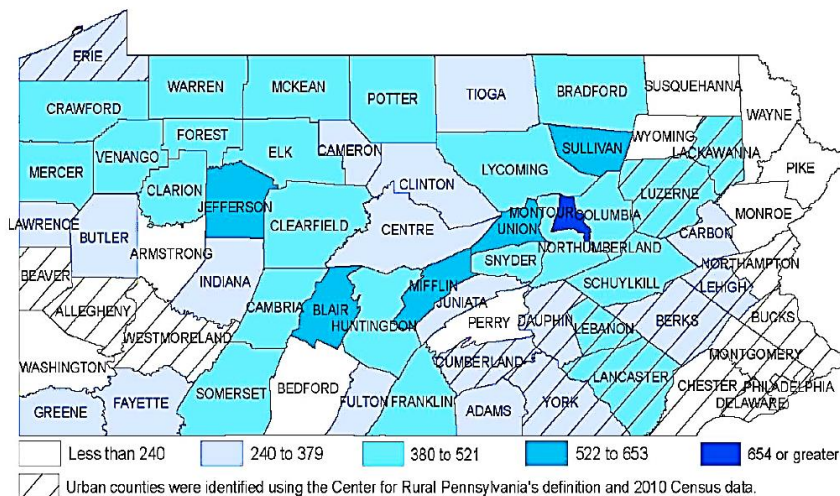 ERIE
WARREN
MCKEAN
POTTER
TIOGA
BRADFORD
SUSQUEHANNA
WAYNE
CRAWFORD
FOREST
ELK
CAMERON
SULLIVAN
WYOMING
LACKAWANNA
PIKE
MERCER
VENANGO
CLARION
JEFFERSON
CLINTON
LYCOMING
LUZERNE
MONROE
LAWRENCE
BUTLER
CLEARFIELD
CENTRE
UNION
MONTOUR
COLUMBIA
CARBON
ARMSTRONG
NORTHUMBERLAND
SNYDER
NORTHAMPTON
BEAVER
INDIANA
MIFFLIN
SCHUYLKILL
LEHIGH
ALLEGHENY
CAMBRIA
BLAIR
HUNTINGDON
JUNIATA
PERRY
DAUPHIN
LEBANON
BERKS
BUCKS
WESTMORELAND
CUMBERLAND
MONTGOMERY
WASHINGTON
SOMERSET
BEDFORD
LANCASTER
CHESTER
PHILADELPHIA
DELAWARE
GREENE
FAYETTE
FULTON
FRANKLIN
ADAMS
YORK
Less than 240
240 to 379
380 to 521
522 to 653
654 or greater
Urban counties were identified using the Center for Rural Pennsylvania's definition and 2010 Census data.